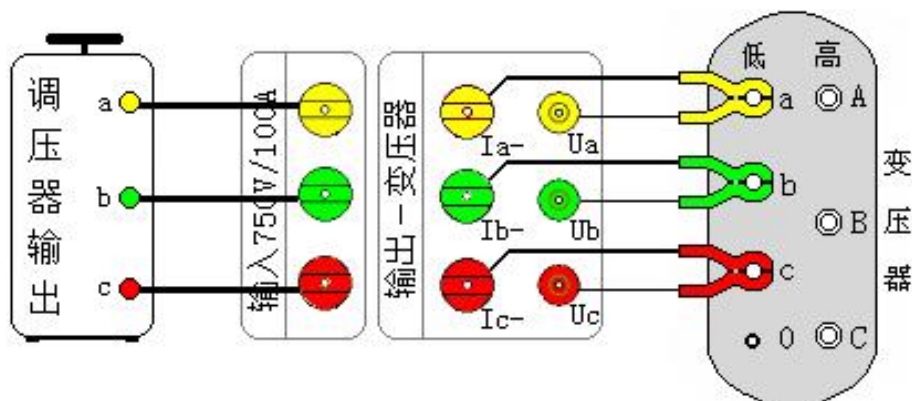 调压器输出
a
b
c
输入750V/100A
输出-变压器
Ia-
Ua
Ib-
Ub
Ic-
Uc
低 高
a A
b
B
c
0 C
变压器